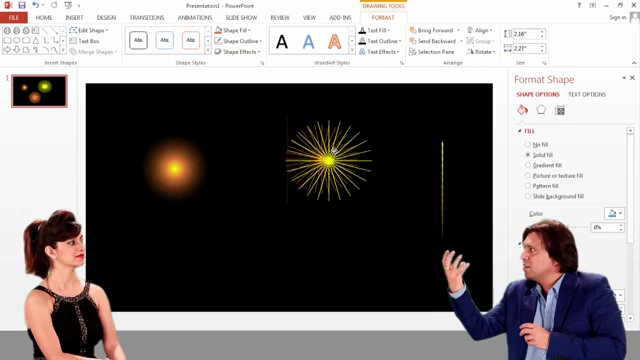 Presentation1 - PowerPoint
DRAWING TOOLS
FILE HOME INSERT DESIGN TRANSITIONS ANIMATIONS SLIDE SHOW REVIEW VIEW ADD-INS FORMAT
Sign in
Edit Shape
Text Box
Merge Shapes
Abc Abc Abc
Shape Fill
Shape Outline
Shape Effects
A A A
Text Fill
Text Outline
Text Effects
Bring Forward
Send Backward
Selection Pane
Align
Group
Rotate
2.16"
2.27"
Insert Shapes Shape Styles WordArt Styles Arrange Size
1
Format Shape
SHAPE OPTIONS TEXT OPTIONS
FILL
No fill
Solid fill
Gradient fill
Picture or texture fill
Pattern fill
Slide background fill
Color
0%